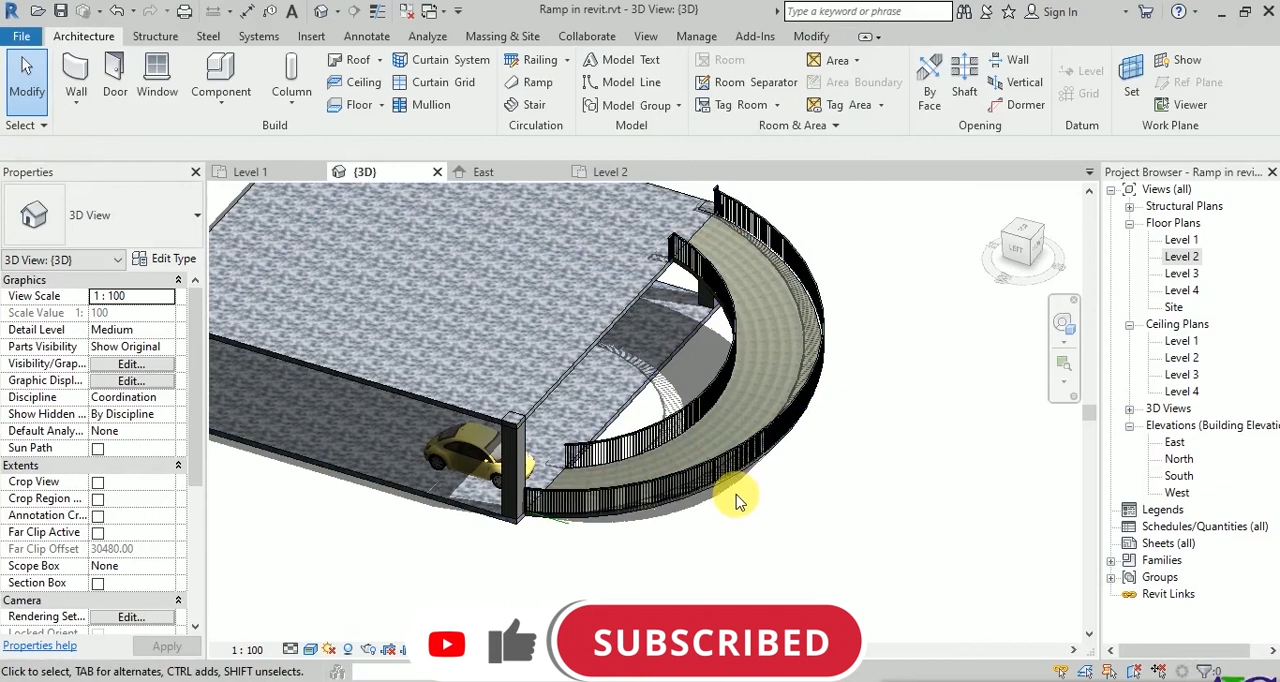 Ramp in revit.rvt - 3D View: {3D}
Type a keyword or phrase
Sign In
File Architecture Structure Steel Systems Insert Annotate Analyze Massing & Site Collaborate View Manage Add-Ins Modify
Modify
Wall
Door
Window
Component
Column
Roof
Ceiling
Floor
Curtain System
Curtain Grid
Mullion
Railing
Ramp
Stair
Model Text
Model Line
Model Group
Room
Room Separator
Tag Room
Area
Area Boundary
Tag Area
By Face
Shaft
Wall
Vertical
Dormer
Level
Grid
Set
Show
Ref Plane
Viewer
Select Build Circulation Model Room & Area Opening Datum Work Plane
Properties
3D View
3D View: {3D} Edit Type
Graphics
View Scale 1 : 100
Scale Value 1: 100
Detail Level Medium
Parts Visibility Show Original
Visibility/Grap... Edit...
Graphic Displ... Edit...
Discipline Coordination
Show Hidden ... By Discipline
Default Analy... None
Sun Path
Extents
Crop View
Crop Region ...
Annotation Cr...
Far Clip Active
Far Clip Offset 30480.00
Scope Box None
Section Box
Camera
Rendering Set... Edit...
Properties help Apply
Level 1 {3D} East Level 2
LEFT
Project Browser - Ramp in revi...
Views (all)
Structural Plans
Floor Plans
Level 1
Level 2
Level 3
Level 4
Site
Ceiling Plans
Level 1
Level 2
Level 3
Level 4
3D Views
Elevations (Building Elevatio
East
North
South
West
Legends
Schedules/Quantities (all)
Sheets (all)
Families
Groups
Revit Links
1 : 100
SUBSCRIBED
Click to select, TAB for alternates, CTRL adds, SHIFT unselects.
:0